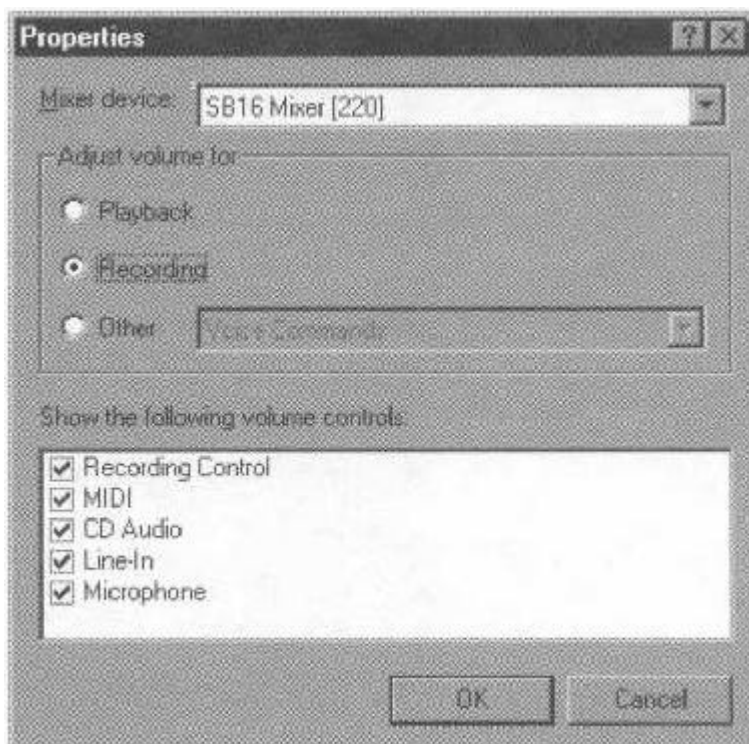 Properties
Mixer device: SB16 Mixer [220]
Adjust volume for
Playback
Recording
Other Voice Commands
Show the following volume controls:
Recording Control
MIDI
CD Audio
Line-In
Microphone
OK Cancel